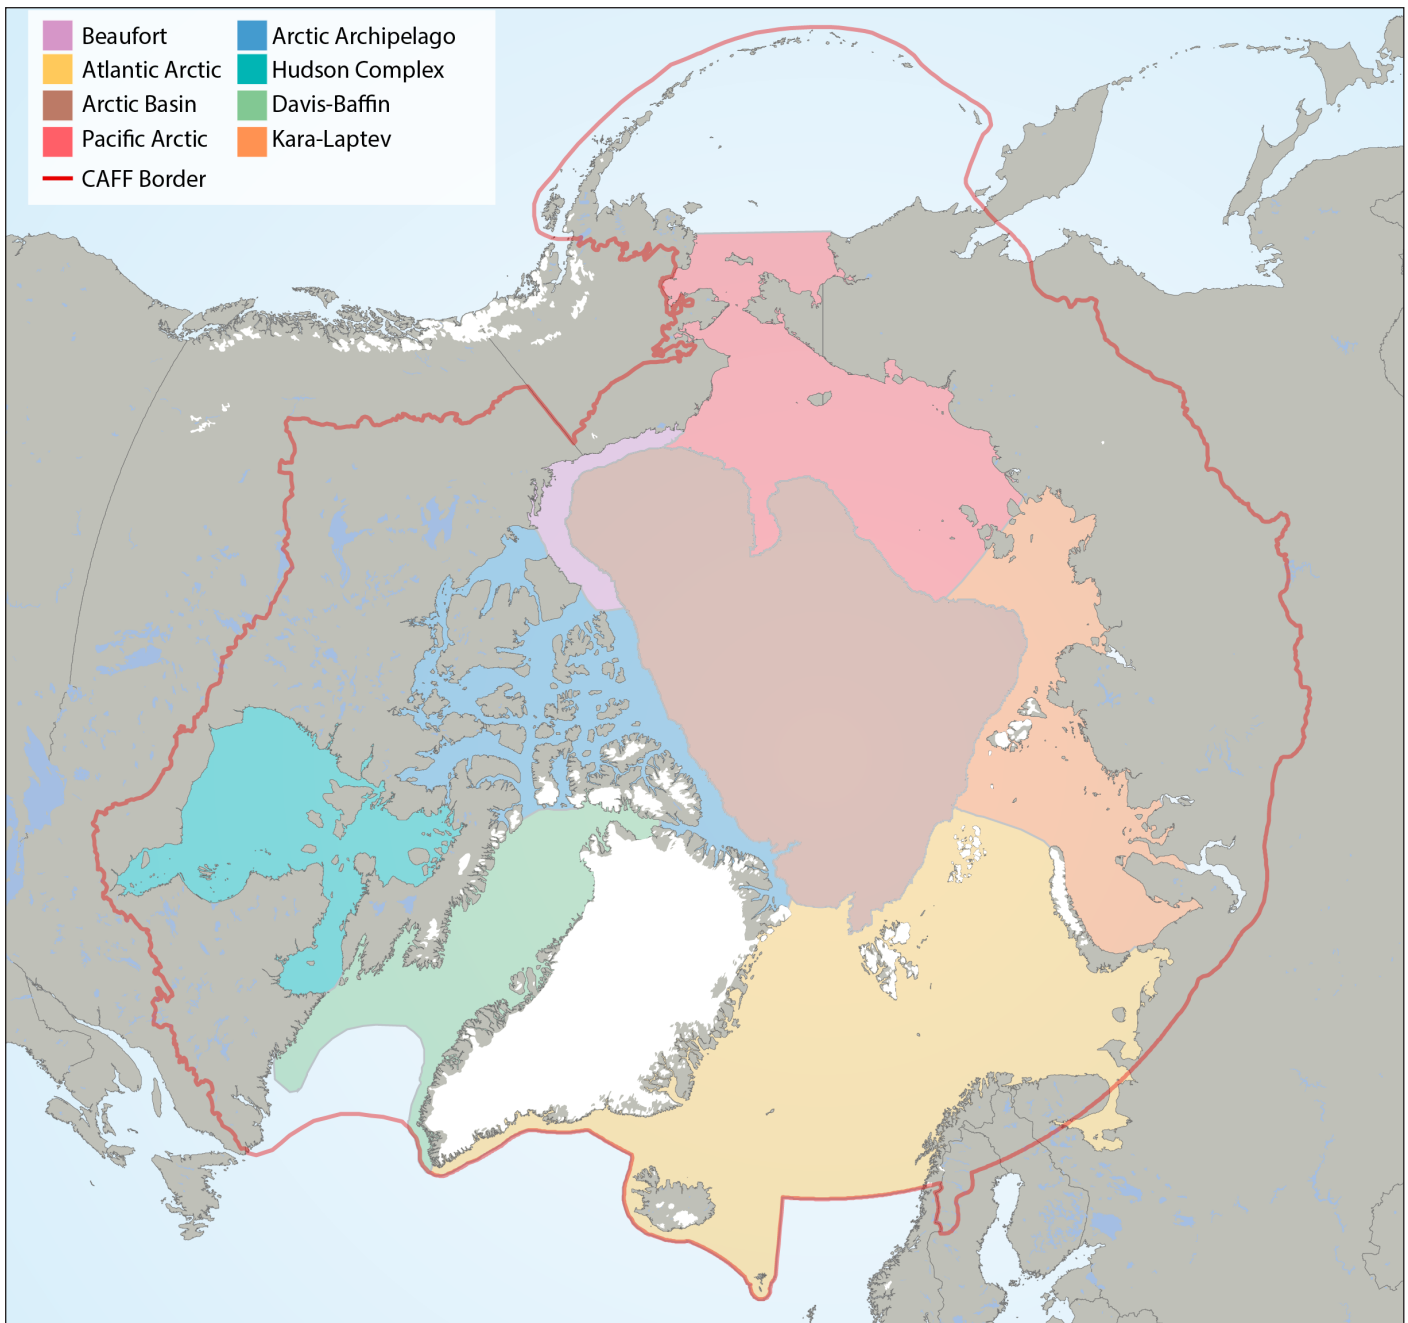 Beaufort
Atlantic Arctic
Arctic Basin
Pacific Arctic
CAFF Border
Arctic Archipelago
Hudson Complex
Davis-Baffin
Kara-Laptev